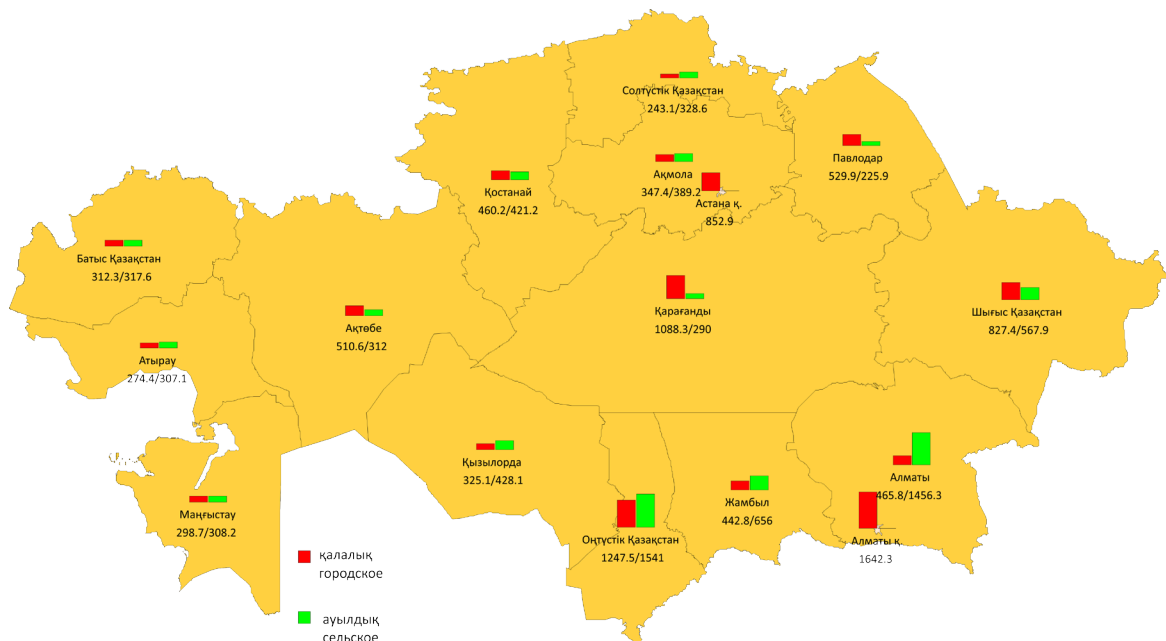 Солтүстік Қазақстан
243.1/328.6
Павлодар
529.9/225.9
Ақмола
347.4/389.2
Астана қ.
852.9
Қостанай
460.2/421.2
Батыс Қазақстан
312.3/317.6
Қарағанды
1088.3/290
Шығыс Қазақстан
827.4/567.9
Ақтөбе
510.6/312
Атырау
274.4/307.1
Қызылорда
325.1/428.1
Алматы
465.8/1456.3
Маңғыстау
298.7/308.2
Жамбыл
442.8/656
Оңтүстік Қазақстан
1247.5/1541
Алматы қ.
1642.3
қалалық
городское
ауылдық
сельское